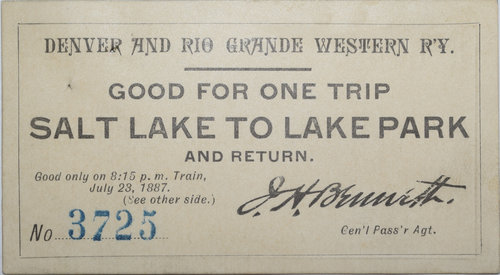 DENVER AND RIO GRANDE WESTERN R'Y.
GOOD FOR ONE TRIP
SALT LAKE TO LAKE PARK
AND RETURN.
Good only on 8:15 p. m. Train,
July 23, 1887.
(See other side.)
J. H. Bennett.
No 3725
Gen'l Pass'r Agt.